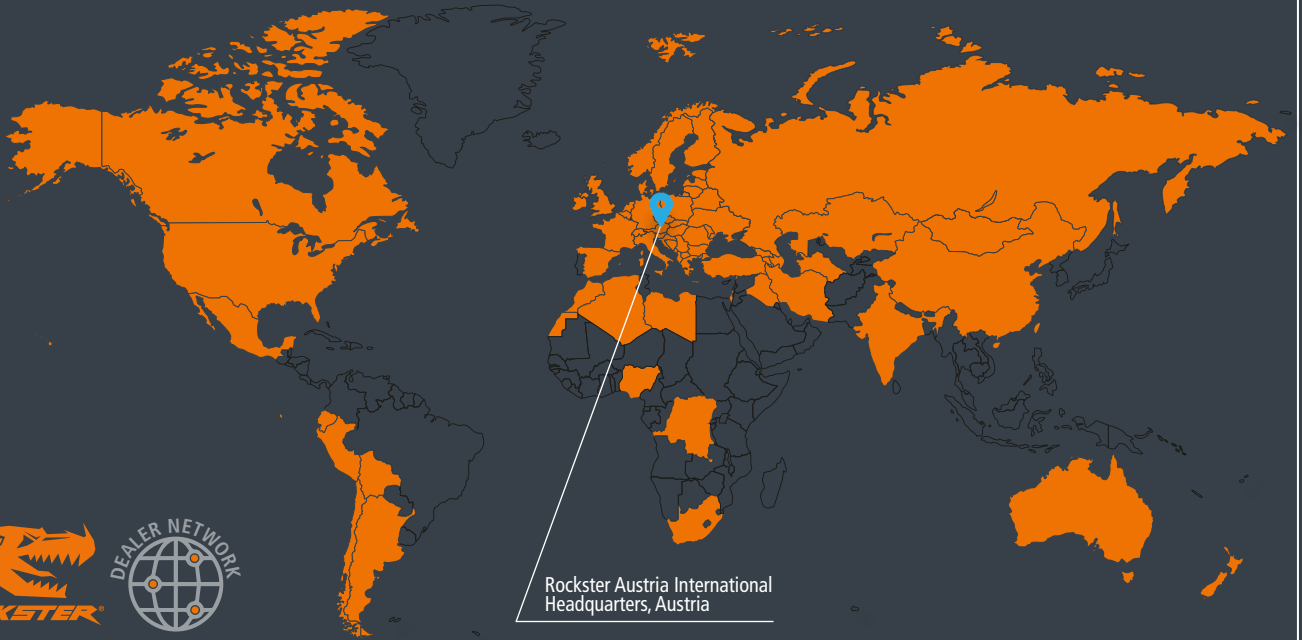 DEALER NETWORK
KSTER®
Rockster Austria International
Headquarters, Austria